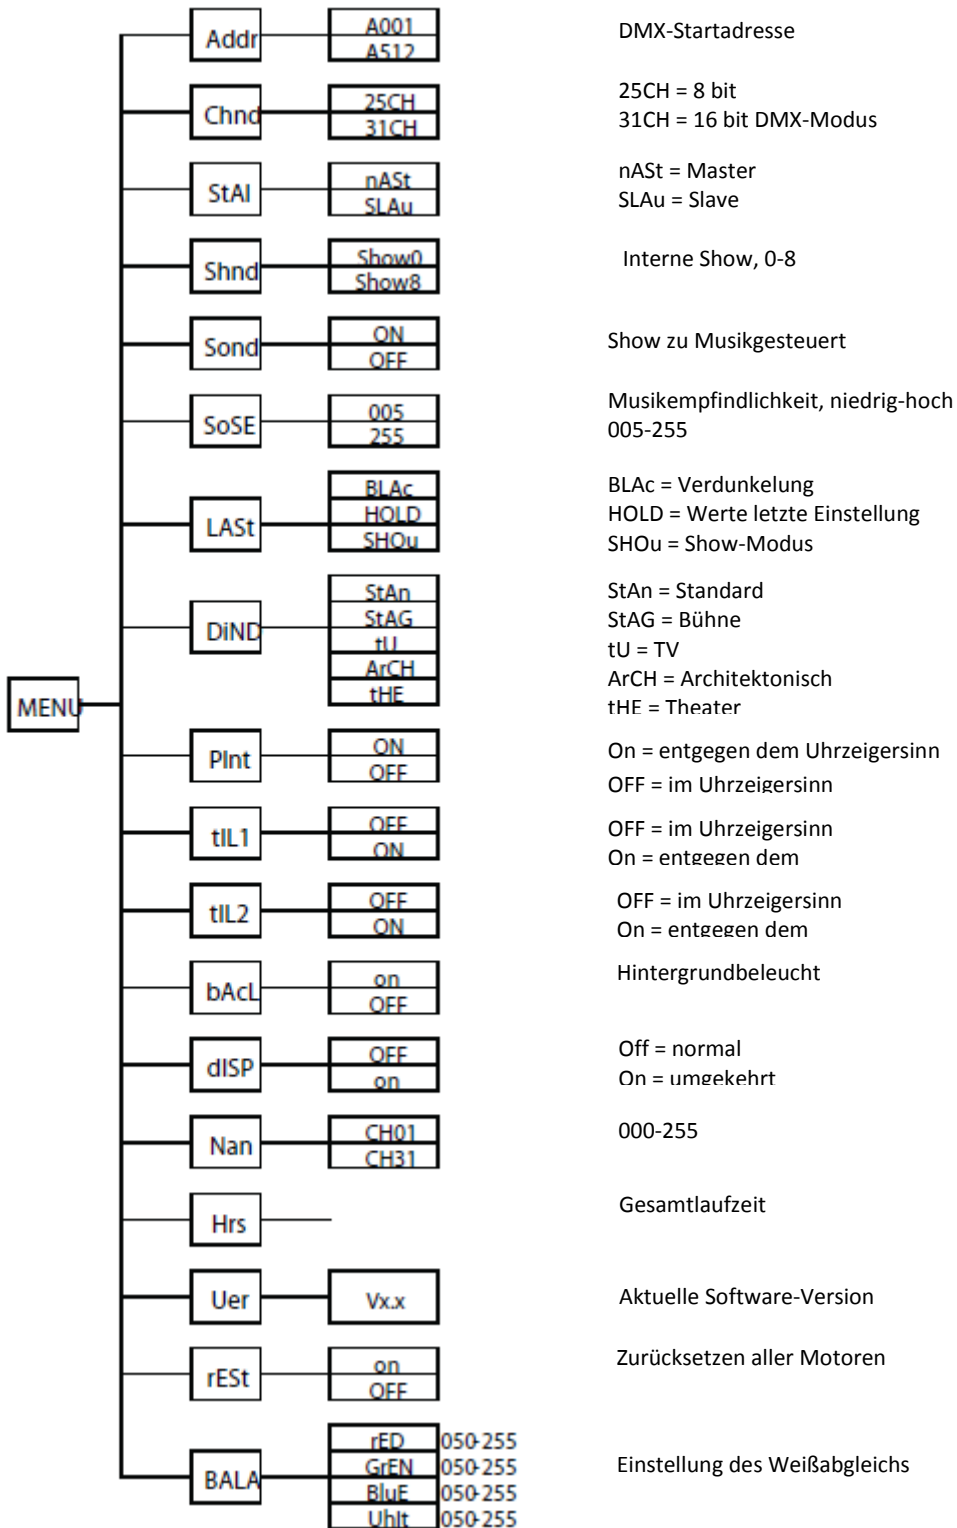 Addr
A001
A512
DMX-Startadresse
Chnd
25CH
31CH
25CH = 8 bit
31CH = 16 bit DMX-Modus
StAI
nASt
SLAu
nASt = Master
SLAu = Slave
Shnd
Show0
Show8
Interne Show, 0-8
Sond
ON
OFF
Show zu Musikgesteuert
SoSE
005
255
Musikempfindlichkeit, niedrig-hoch
005-255
LASt
BLAc
HOLD
SHOu
BLAc = Verdunkelung
HOLD = Werte letzte Einstellung
SHOu = Show-Modus
DiND
StAn
StAG
tU
ArCH
tHE
StAn = Standard
StAG = Bühne
tU = TV
ArCH = Architektonisch
tHE = Theater
MENU
PInt
ON
OFF
On = entgegen dem Uhrzeigersinn
OFF = im Uhrzeigersinn
tIL1
OFF
ON
OFF = im Uhrzeigersinn
On = entgegen dem
tIL2
OFF
ON
OFF = im Uhrzeigersinn
On = entgegen dem
bAcL
on
OFF
Hintergrundbeleucht
dISP
OFF
on
Off = normal
On = umgekehrt
Nan
CH01
CH31
000-255
Hrs
Gesamtlaufzeit
Uer
Vx.x
Aktuelle Software-Version
rESt
on
OFF
Zurücksetzen aller Motoren
BALA
rED 050-255
GrEN 050-255
BluE 050-255
UhIt 050-255
Einstellung des Weißabgleichs